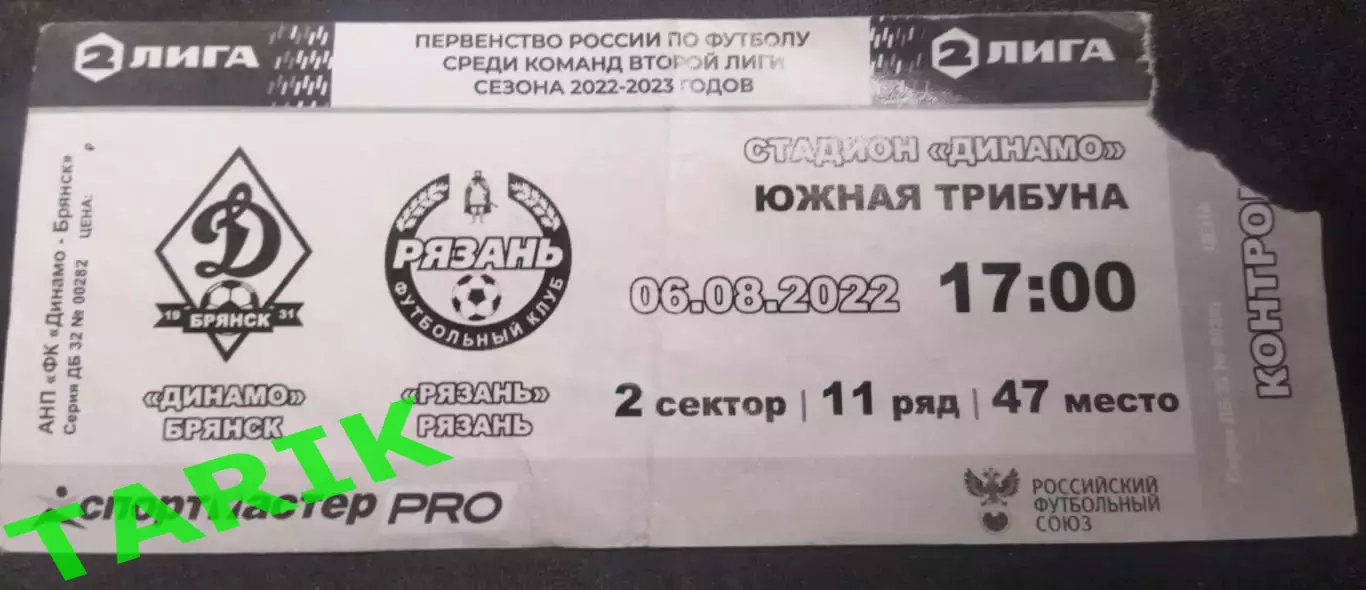 2 ЛИГА
ПЕРВЕНСТВО РОССИИ ПО ФУТБОЛУ
СРЕДИ КОМАНД ВТОРОЙ ЛИГИ
СЕЗОНА 2022-2023 ГОДОВ
2 ЛИГА
АНП «ФК «Динамо - Брянск»
Серия ДБ 32 № 00282 ЦЕНА: ₽
Д
19 БРЯНСК 31
РЯЗАНЬ
ФУТБОЛЬНЫЙ КЛУБ
«ДИНАМО»
БРЯНСК
«РЯЗАНЬ»
РЯЗАНЬ
СТАДИОН «ДИНАМО»
ЮЖНАЯ ТРИБУНА
06.08.2022 17:00
2 сектор | 11 ряд | 47 место
ЦЕНА
спортмастер PRO
РОССИЙСКИЙ
ФУТБОЛЬНЫЙ
СОЮЗ
TARIK